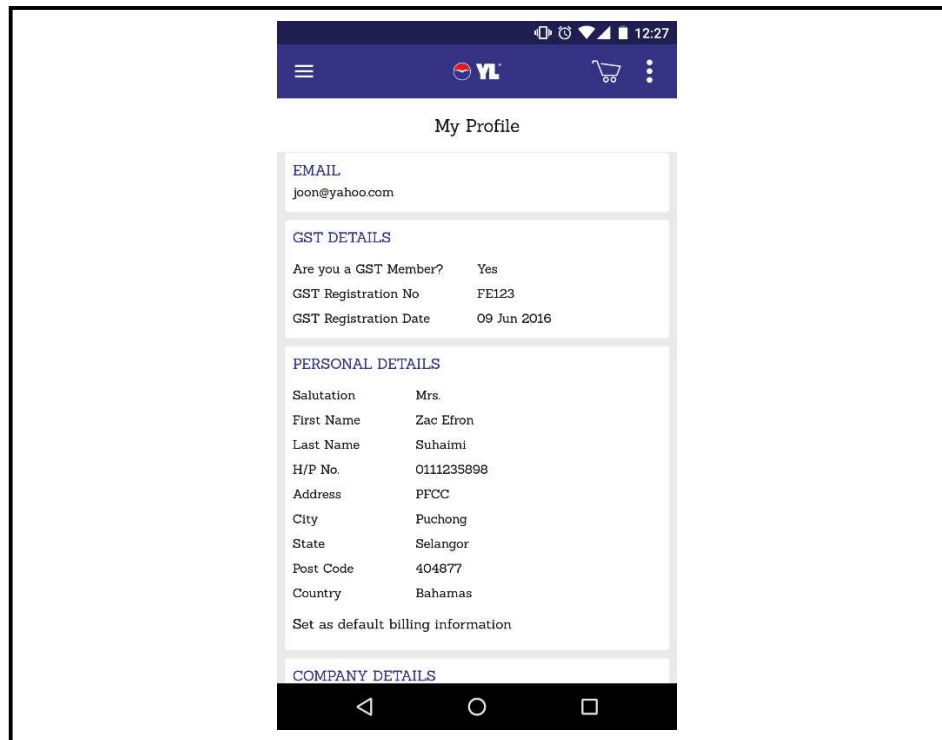 12:27
YL
My Profile
EMAIL
joon@yahoo.com
GST DETAILS
Are you a GST Member? Yes
GST Registration No FE123
GST Registration Date 09 Jun 2016
PERSONAL DETAILS
Salutation Mrs.
First Name Zac Efron
Last Name Suhaimi
H/P No. 0111235898
Address PFCC
City Puchong
State Selangor
Post Code 404877
Country Bahamas
Set as default billing information
COMPANY DETAILS